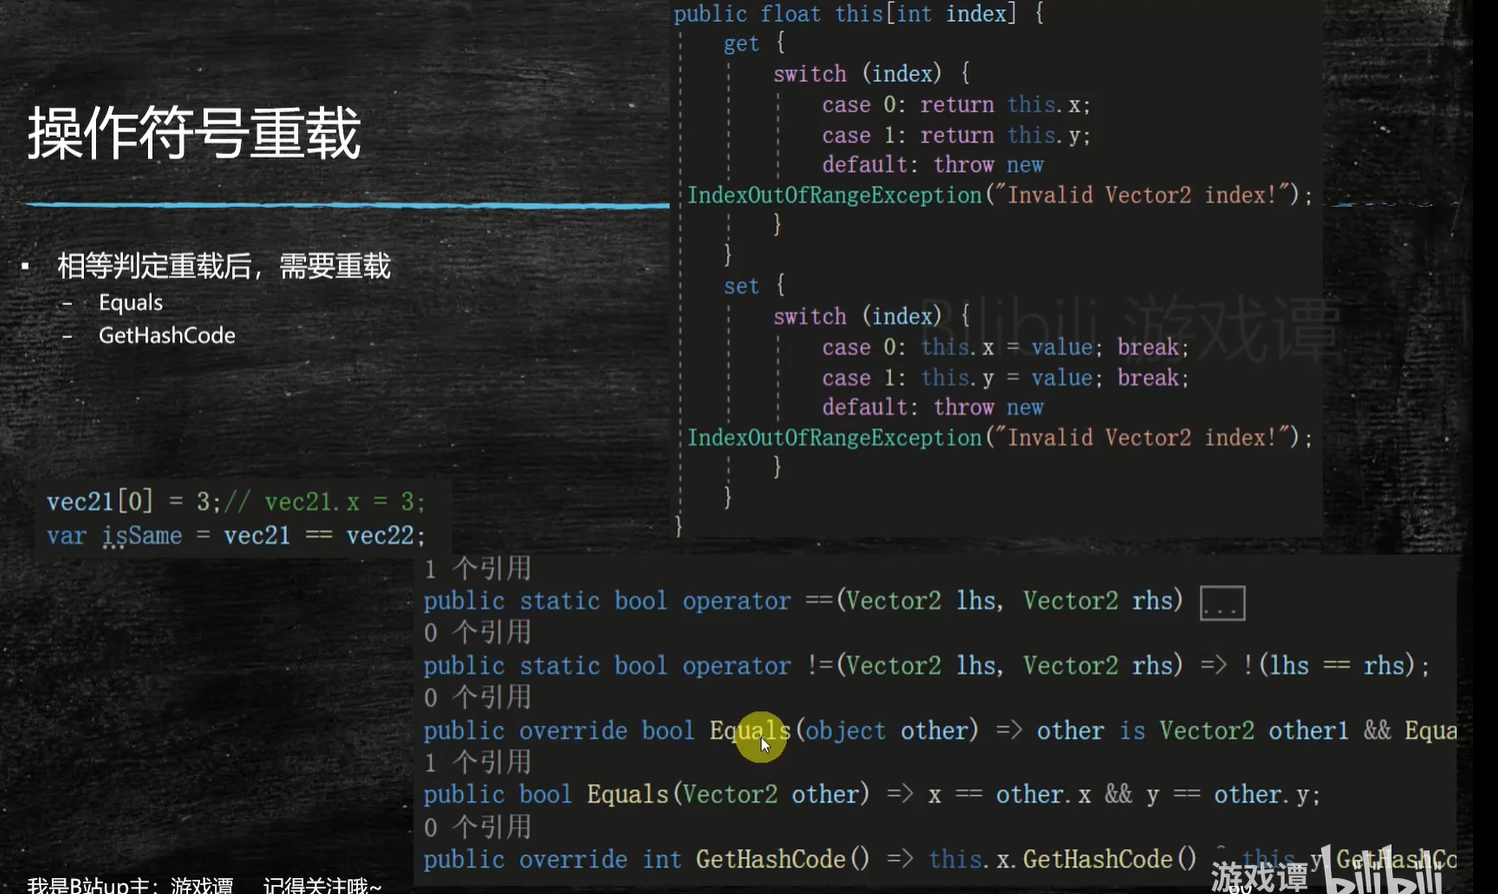 操作符号重载
▪ 相等判定重载后，需要重载
– Equals
– GetHashCode
public float this[int index] {
get {
switch (index) {
case 0: return this.x;
case 1: return this.y;
default: throw new
IndexOutOfRangeException("Invalid Vector2 index!");
}
}
set {
switch (index) {
case 0: this.x = value; break;
case 1: this.y = value; break;
default: throw new
IndexOutOfRangeException("Invalid Vector2 index!");
}
}
}
Bilibili 游戏谭
vec21[0] = 3;// vec21.x = 3;
var isSame = vec21 == vec22;
1 个引用
public static bool operator ==(Vector2 lhs, Vector2 rhs) ...
0 个引用
public static bool operator !=(Vector2 lhs, Vector2 rhs) => !(lhs == rhs);
0 个引用
public override bool Equals(object other) => other is Vector2 other1 && Equa
1 个引用
public bool Equals(Vector2 other) => x == other.x && y == other.y;
0 个引用
public override int GetHashCode() => this.x.GetHashCode() ^ this.y.GetHashCo
我是B站up主：游戏谭 记得关注哦~
游戏谭 bilibili